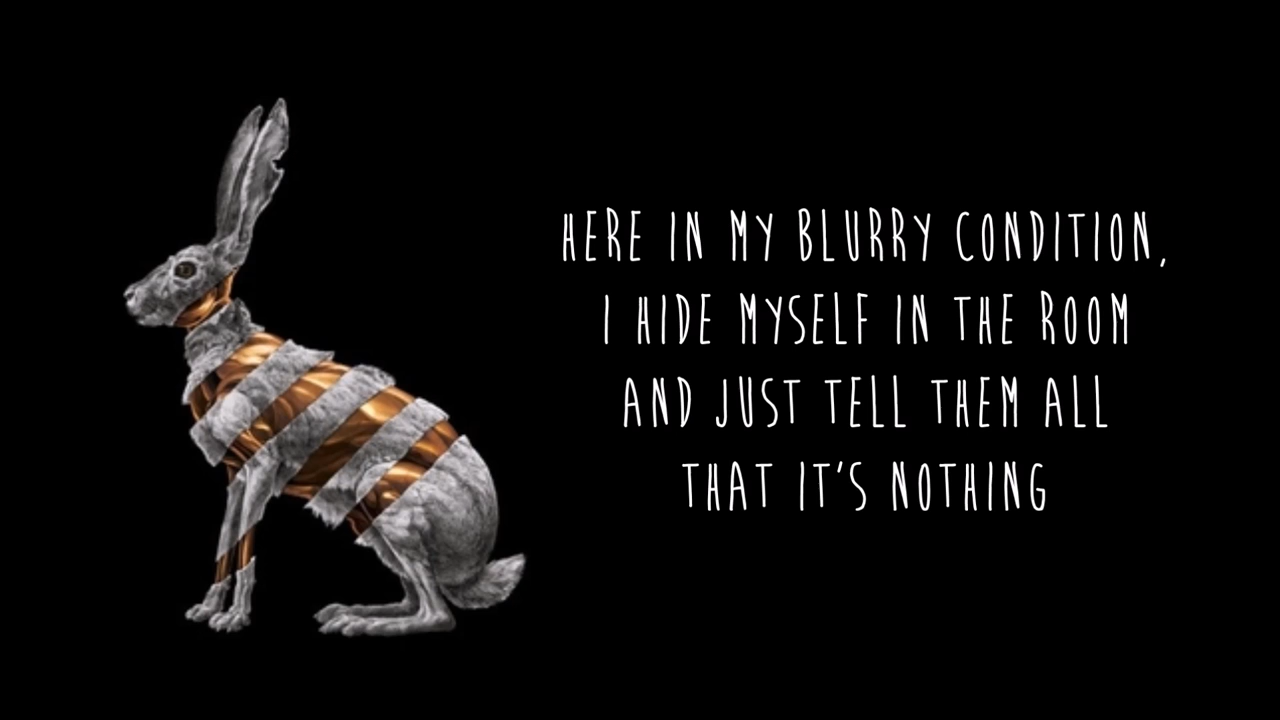 HERE IN MY BLURRY CONDITION,
I HIDE MYSELF IN THE ROOM
AND JUST TELL THEM ALL
THAT IT'S NOTHING